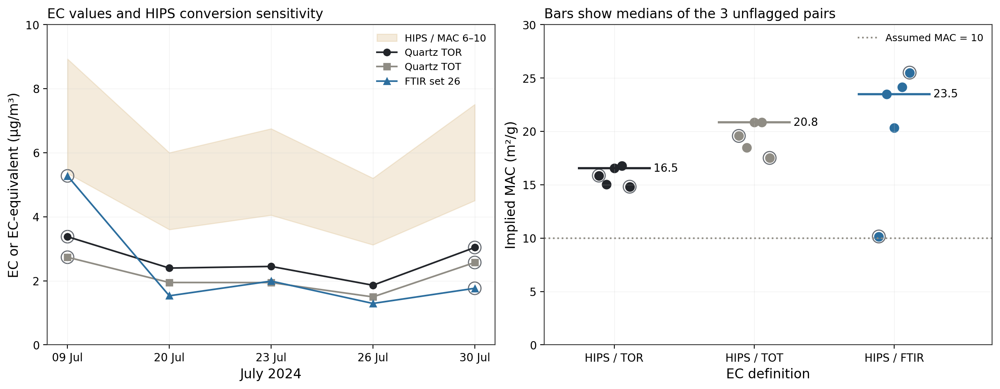 EC values and HIPS conversion sensitivity
EC or EC-equivalent (µg/m³)
10
8
6
4
2
0
HIPS / MAC 6–10
Quartz TOR
Quartz TOT
FTIR set 26
09 Jul
20 Jul
23 Jul
26 Jul
30 Jul
July 2024
Bars show medians of the 3 unflagged pairs
Implied MAC (m²/g)
30
25
20
15
10
5
0
Assumed MAC = 10
16.5
20.8
23.5
HIPS / TOR
HIPS / TOT
HIPS / FTIR
EC definition